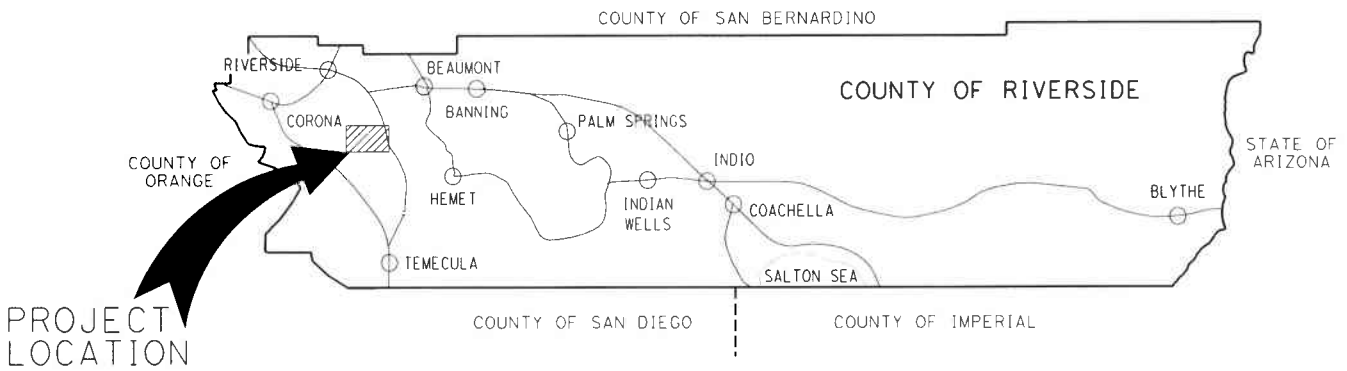 COUNTY OF SAN BERNARDINO
RIVERSIDE
BEAUMONT
COUNTY OF RIVERSIDE
BANNING
CORONA
PALM SPRINGS
STATE OF
ARIZONA
COUNTY OF
ORANGE
INDIO
HEMET
INDIAN
WELLS
COACHELLA
BLYTHE
TEMECULA
SALTON SEA
PROJECT
LOCATION
COUNTY OF SAN DIEGO
COUNTY OF IMPERIAL